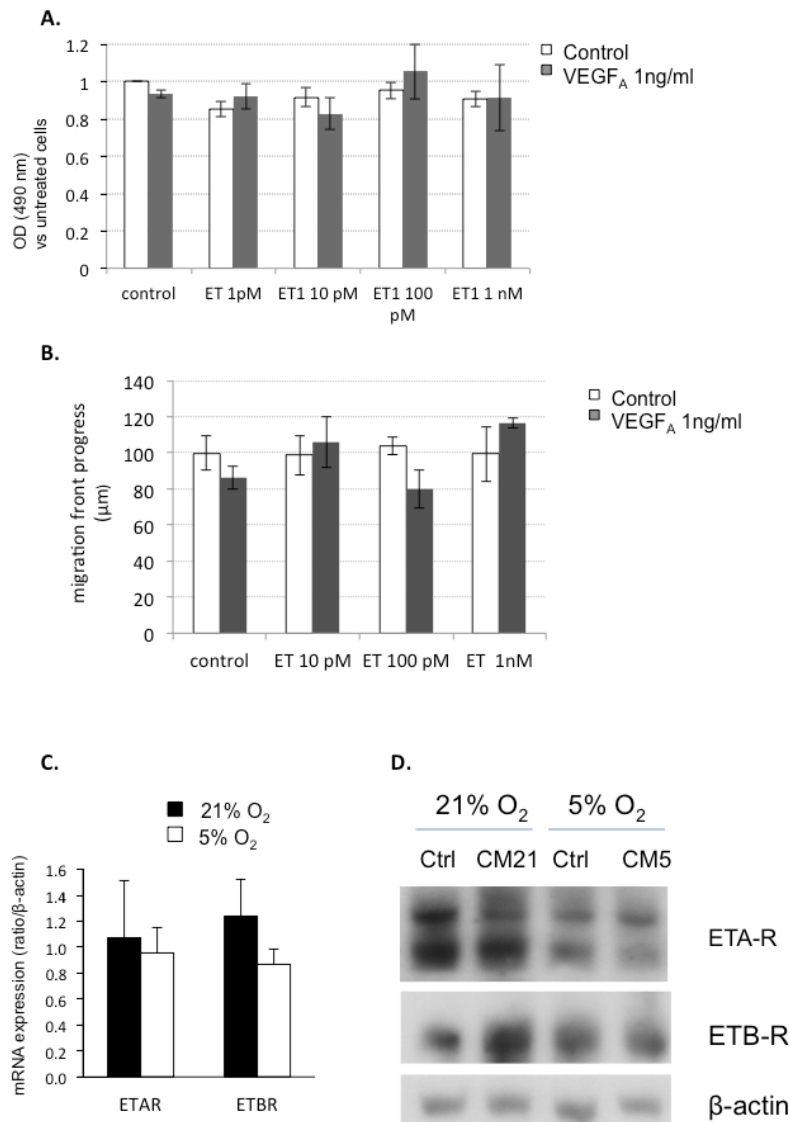 A.
1.2
1
0.8
0.6
0.4
0.2
0
OD (490 nm)
vs untreated cells
Control
VEGF_A 1ng/ml
control ET 1pM ET1 10 pM ET1 100 pM ET1 1 nM
B.
140
120
100
80
60
40
20
0
migration front progress
(µm)
Control
VEGF_A 1ng/ml
control ET 10 pM ET 100 pM ET 1nM
C.
21% O₂
5% O₂
mRNA expression (ratio/β-actin)
1.6
1.4
1.2
1.0
0.8
0.6
0.4
0.2
0.0
ETAR ETBR
D.
21% O₂ 5% O₂
Ctrl CM21 Ctrl CM5
ETA-R
ETB-R
β-actin